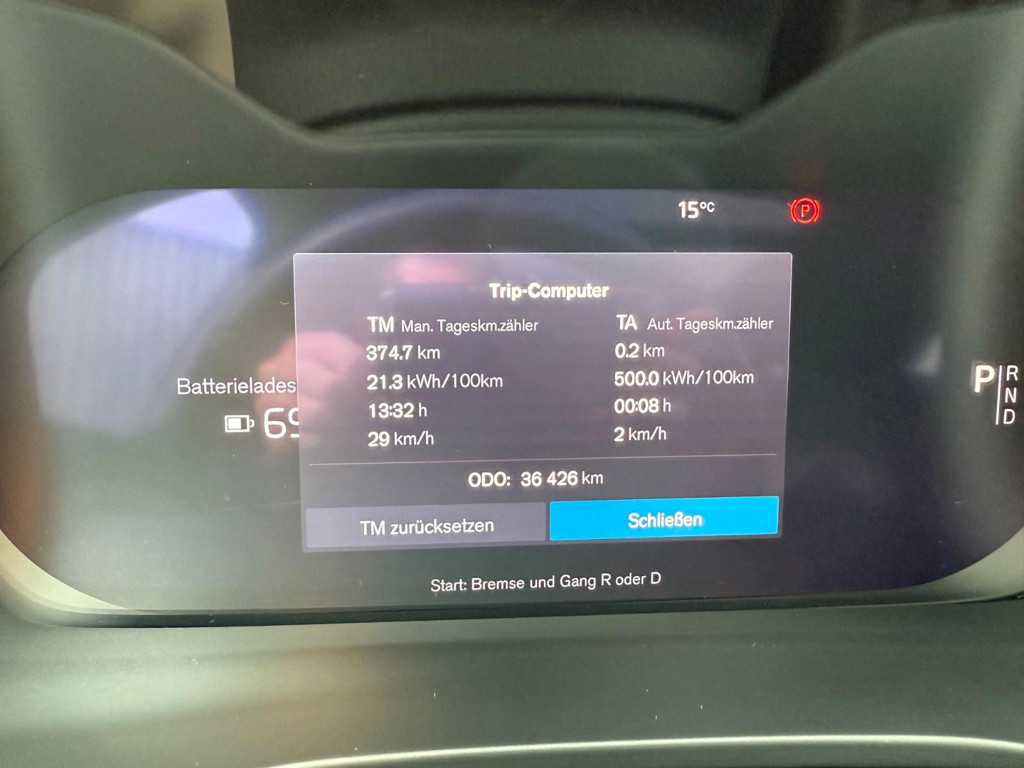 15°C
P
Trip-Computer
TM Man. Tageskm.zähler
374.7 km
21.3 kWh/100km
13:32 h
29 km/h
TA Aut. Tageskm.zähler
0.2 km
500.0 kWh/100km
00:08 h
2 km/h
ODO: 36 426 km
TM zurücksetzen
Schließen
Batterielades
P R
N
D
Start: Bremse und Gang R oder D